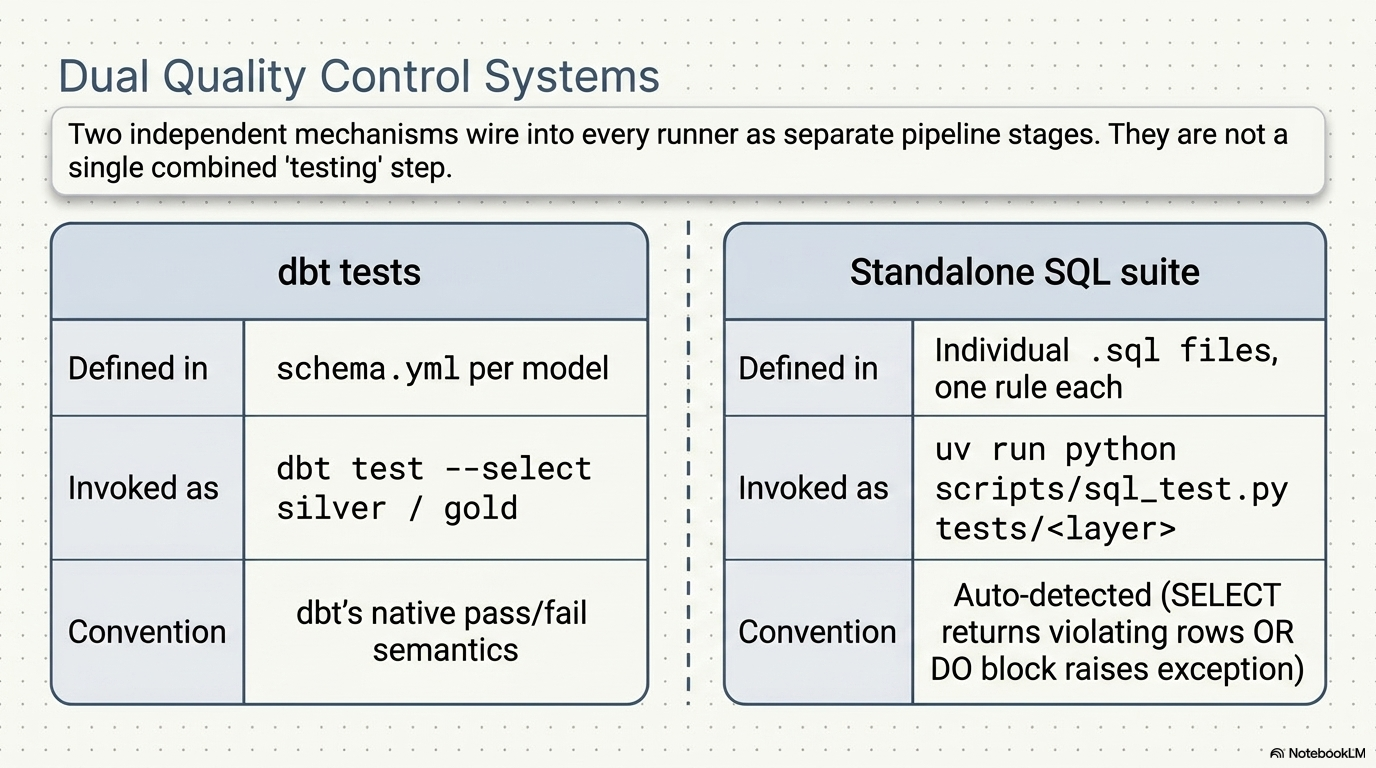 Dual Quality Control Systems
Two independent mechanisms wire into every runner as separate pipeline stages. They are not a
single combined 'testing' step.
dbt tests
Defined in
schema.yml per model
Invoked as
dbt test --select
silver / gold
Convention
dbt’s native pass/fail
semantics
Standalone SQL suite
Defined in
Individual .sql files,
one rule each
Invoked as
uv run python
scripts/sql_test.py
tests/<layer>
Convention
Auto-detected (SELECT
returns violating rows OR
DO block raises exception)
NotebookLM